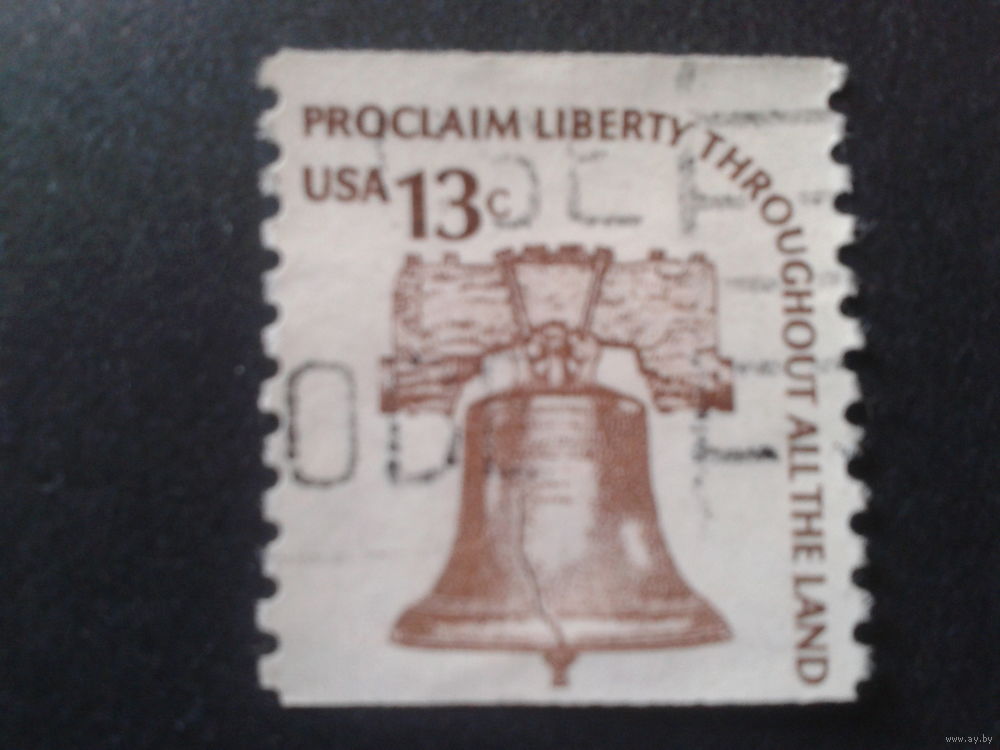 PROCLAIM LIBERTY THROUGHOUT ALL THE LAND
USA 13c
www.ay.by